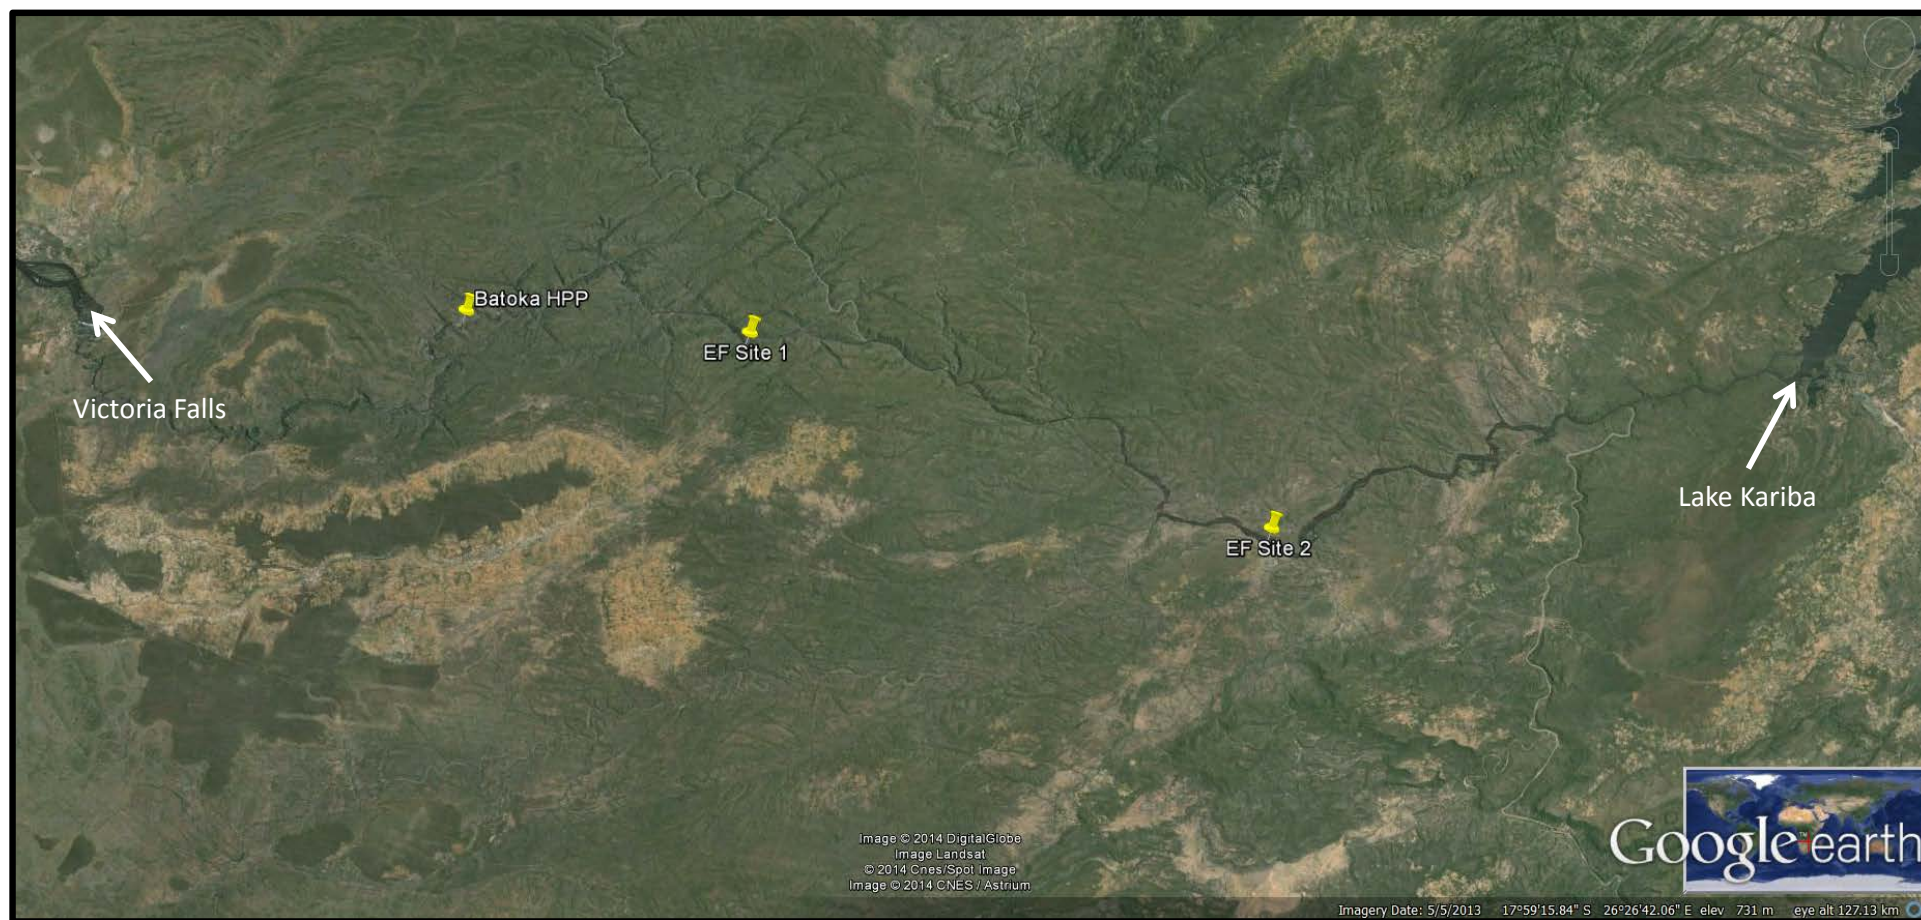 Batoka HPP
EF Site 1
Victoria Falls
Lake Kariba
EF Site 2
Image © 2014 DigitalGlobe
Image Landsat
© 2014 Cnes/Spot Image
Image © 2014 CNES / Astrium
Google earth
Imagery Date: 5/5/2013 17°59'15.84" S 26°26'42.06" E elev 731 m eye alt 127.13 km